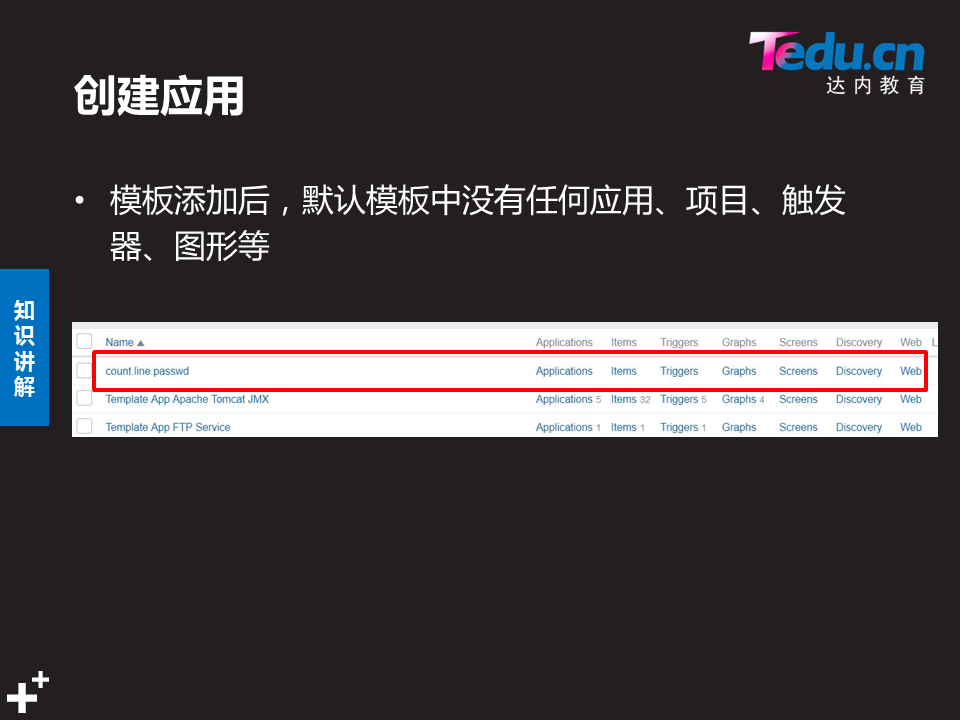 Tedu.cn
达内教育
创建应用
• 模板添加后，默认模板中没有任何应用、项目、触发
器、图形等
知
识
讲
解
Name Applications Items Triggers Graphs Screens Discovery Web L
count.line.passwd Applications Items Triggers Graphs Screens Discovery Web
Template App Apache Tomcat JMX Applications 5 Items 32 Triggers 5 Graphs 4 Screens Discovery Web
Template App FTP Service Applications 1 Items 1 Triggers 1 Graphs Screens Discovery Web